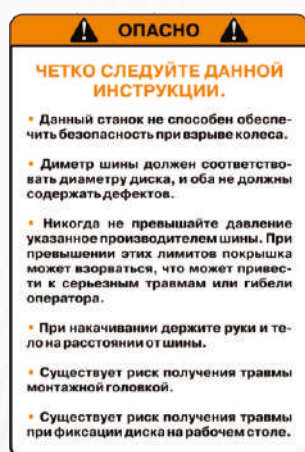 ОПАСНО
ЧЕТКО СЛЕДУЙТЕ ДАННОЙ
ИНСТРУКЦИИ.
• Данный станок не способен обеспе-
чить безопасность при взрыве колеса.
• Диметр шины должен соответство-
вать диаметру диска, и оба не должны
содержать дефектов.
• Никогда не превышайте давление
указанное производителем шины. При
превышении этих лимитов покрышка
может взорваться, что может привес-
ти к серьезным травмам или гибели
оператора.
• При накачивании держите руки и те-
ло на расстоянии от шины.
• Существует риск получения травмы
монтажной головкой.
• Существует риск получения травмы
при фиксации диска на рабочем столе.